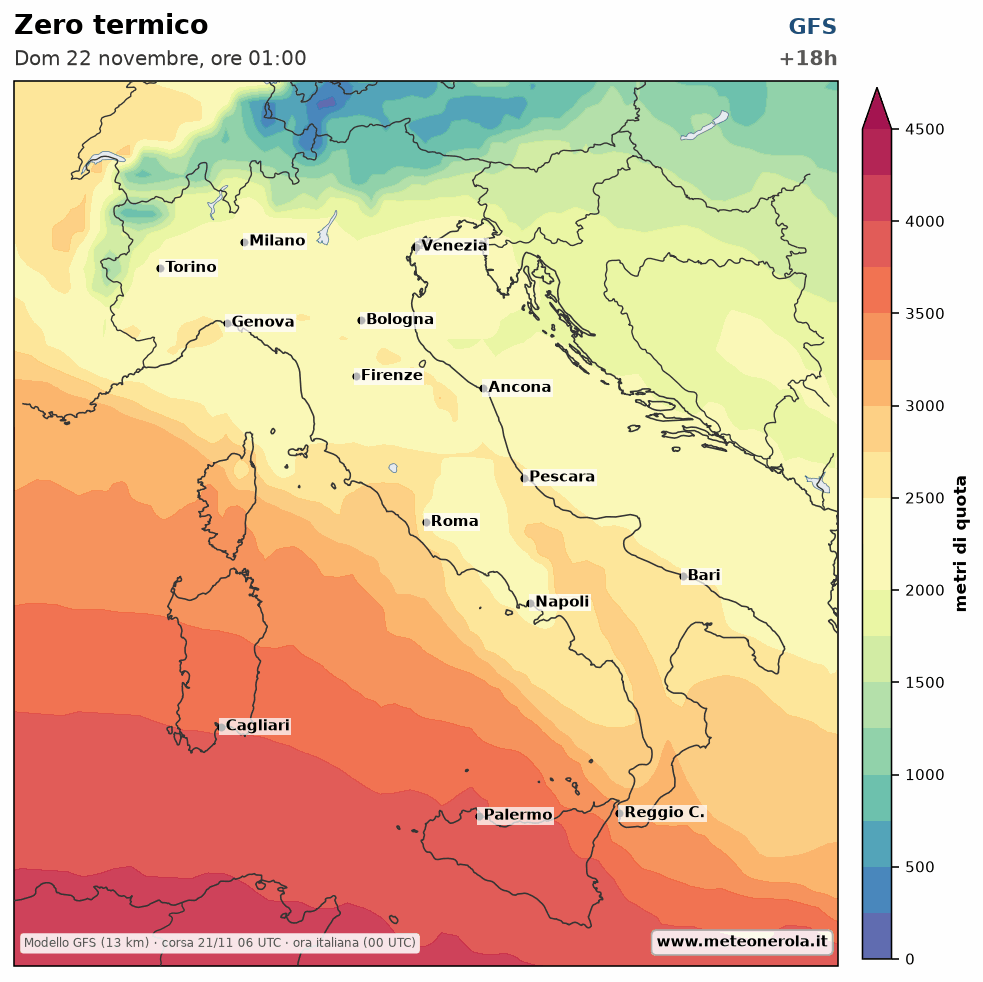 Zero termico
GFS
Dom 22 novembre, ore 01:00
+18h
Milano
Venezia
Torino
Genova
Bologna
Firenze
Ancona
Pescara
Roma
Bari
Napoli
Cagliari
Palermo
Reggio C.
4500
4000
3500
3000
2500
2000
1500
1000
500
0
metri di quota
Modello GFS (13 km) · corsa 21/11 06 UTC · ora italiana (00 UTC)
www.meteonerola.it